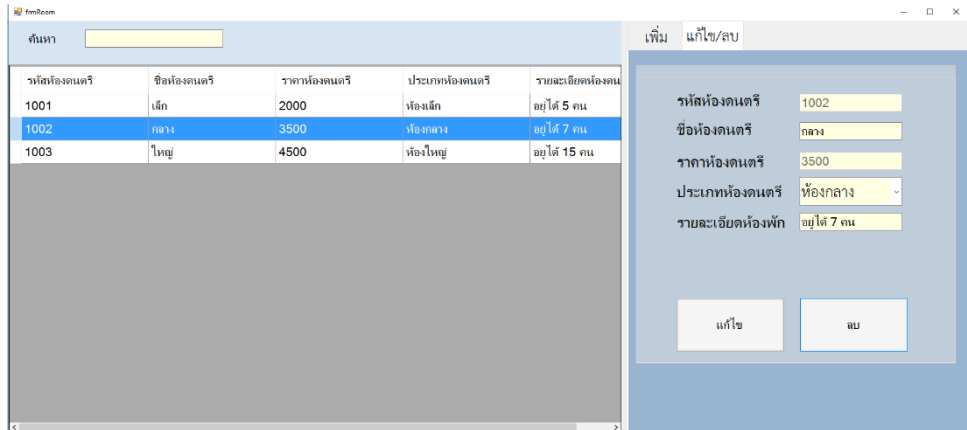 frmRoom
ค้นหา
รหัสห้องดนตรี ชื่อห้องดนตรี ราคาห้องดนตรี ประเภทห้องดนตรี รายละเอียดห้องดน
1001 เล็ก 2000 ห้องเล็ก อยู่ได้ 5 คน
1002 กลาง 3500 ห้องกลาง อยู่ได้ 7 คน
1003 ใหญ่ 4500 ห้องใหญ่ อยู่ได้ 15 คน
เพิ่ม แก้ไข/ลบ
รหัสห้องดนตรี 1002
ชื่อห้องดนตรี กลาง
ราคาห้องดนตรี 3500
ประเภทห้องดนตรี ห้องกลาง
รายละเอียดห้องพัก อยู่ได้ 7 คน
แก้ไข ลบ